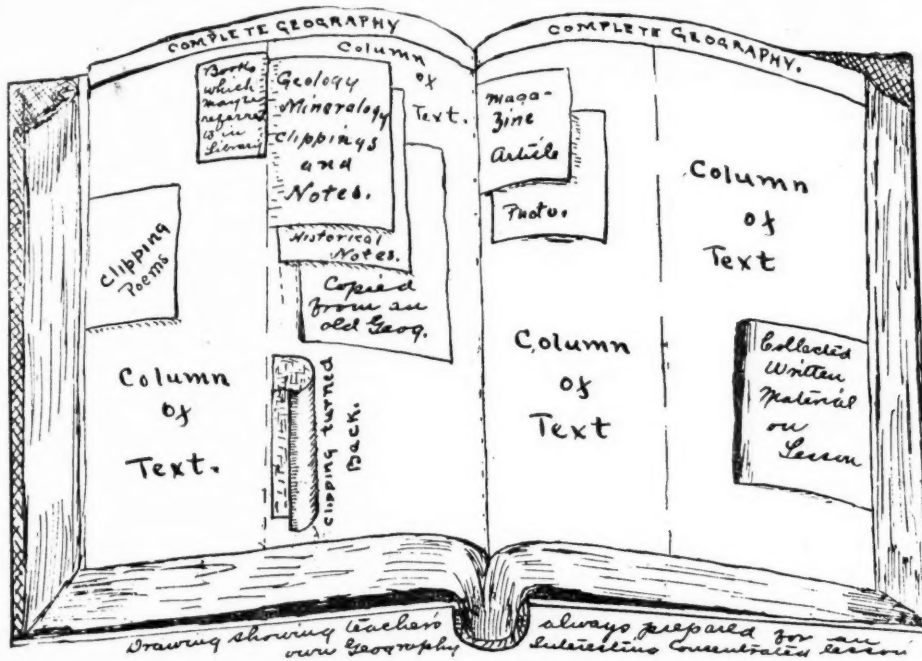 COMPLETE GEOGRAPHY
Books
which
may be
referred
to in
Library
Geology
Mineralogy
Clippings
and
Notes.
Column
of
Text.
Historical
Notes.
Copied
from an
old Geog.
Clipping
Poems
Column
of
Text.
Clipping turned
Back.
COMPLETE GEOGRAPHY.
Maga-
zine
Article
Photo.
Column
of
Text
Column
of
Text
Collected
Written
Material
on
Lesson
Drawing showing teacher's
own Geography
always prepared for an
Interesting Concentrated lesson